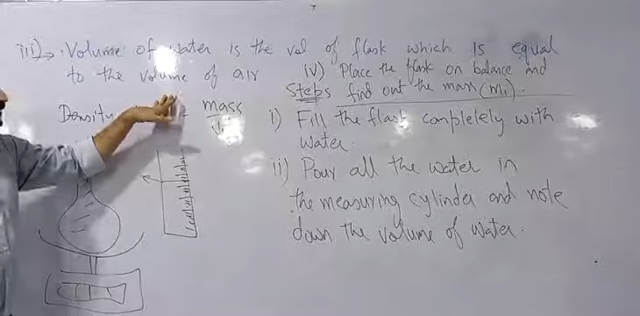 iii)→ Volume of water is the vol of flask which is equal
to the volume of air
iv) Place the flask on balance and
find out the mass (m₁).
Density
mass
Steps
i) Fill the flask completely with
water.
ii) Pour all the water in
the measuring cylinder and note
down the volume of water.